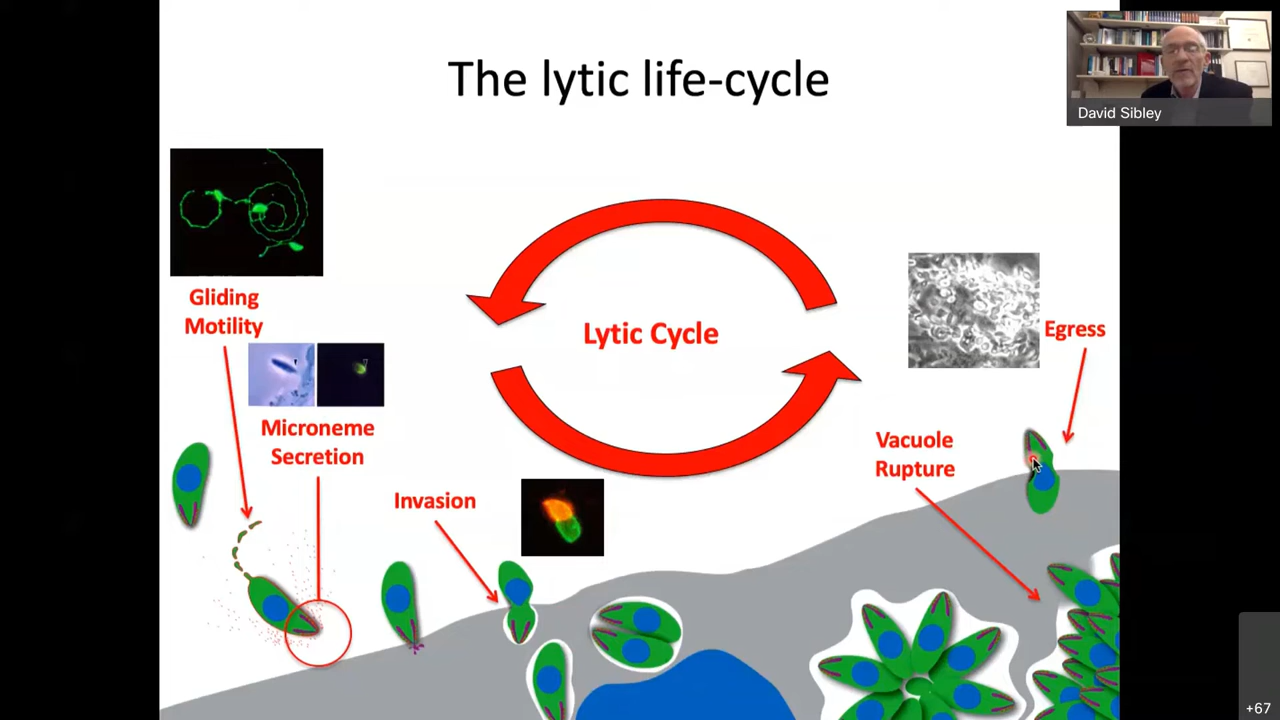 The lytic life-cycle
David Sibley
Gliding
Motility
Microneme
Secretion
Invasion
Lytic Cycle
Vacuole
Rupture
Egress
+67